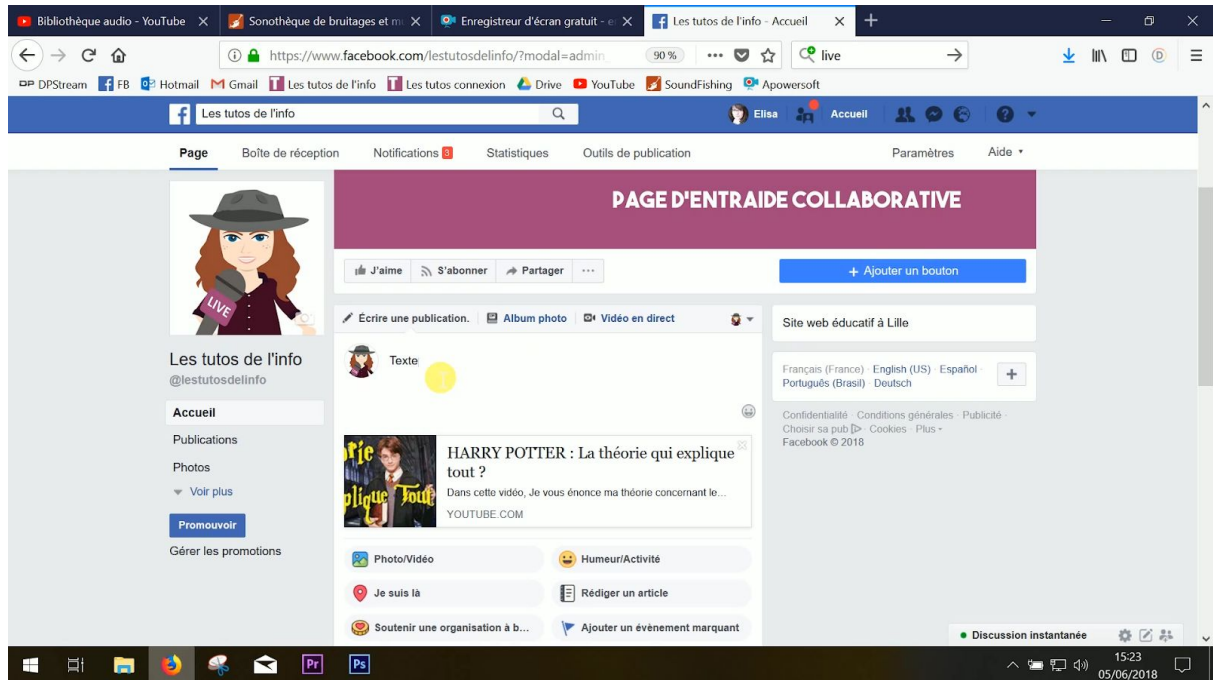 Bibliothèque audio - YouTube
Sonothèque de bruitages et m
Enregistreur d'écran gratuit - e
Les tutos de l'info - Accueil
https://www.facebook.com/lestutosdelinfo/?modal=admin_
90 %
live
DP DPStream
FB
Hotmail
Gmail
Les tutos de l'info
Les tutos connexion
Drive
YouTube
SoundFishing
Apowersoft
Les tutos de l'info
Elisa
Accueil
Page
Boîte de réception
Notifications 3
Statistiques
Outils de publication
Paramètres
Aide
PAGE D'ENTRAIDE COLLABORATIVE
J'aime
S'abonner
Partager
+ Ajouter un bouton
LIVE
Les tutos de l'info
@lestutosdelinfo
Accueil
Publications
Photos
Voir plus
Promouvoir
Gérer les promotions
Écrire une publication.
Album photo
Vidéo en direct
Texte
HARRY POTTER : La théorie qui explique
tout ?
Dans cette vidéo, Je vous énonce ma théorie concernant le...
YOUTUBE.COM
Photo/Vidéo
Humeur/Activité
Je suis là
Rédiger un article
Soutenir une organisation à b...
Ajouter un évènement marquant
Site web éducatif à Lille
Français (France) · English (US) · Español ·
Português (Brasil) · Deutsch
Confidentialité · Conditions générales · Publicité ·
Choisir sa pub · Cookies · Plus
Facebook © 2018
Discussion instantanée
Pr
Ps
15:23
05/06/2018